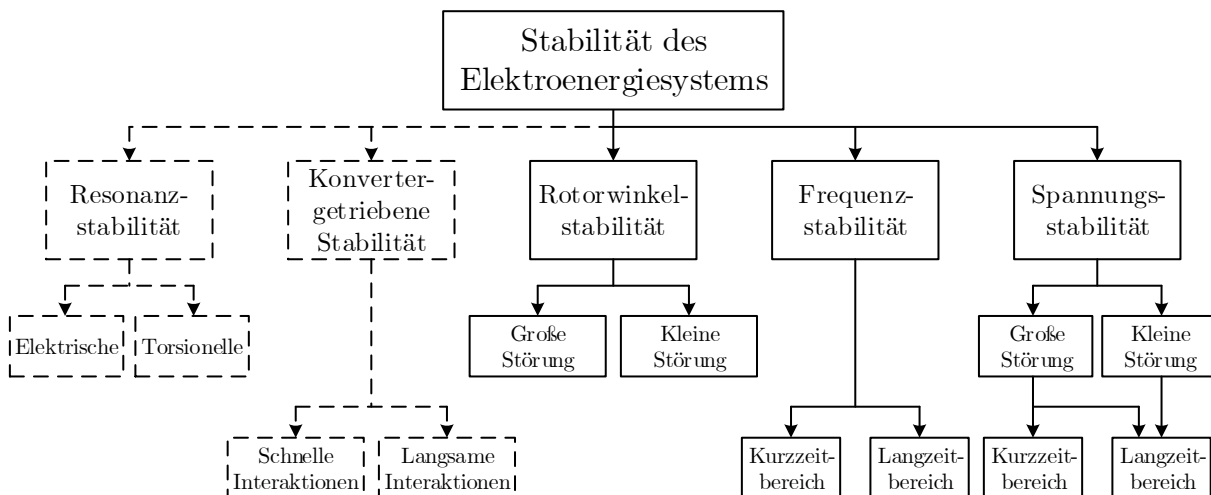 Stabilität des
Elektroenergiesystems
Resonanz-
stabilität
Konverter-
getriebene
Stabilität
Rotorwinkel-
stabilität
Frequenz-
stabilität
Spannungs-
stabilität
Elektrische
Torsionelle
Große
Störung
Kleine
Störung
Große
Störung
Kleine
Störung
Schnelle
Interaktionen
Langsame
Interaktionen
Kurzzeit-
bereich
Langzeit-
bereich
Kurzzeit-
bereich
Langzeit-
bereich